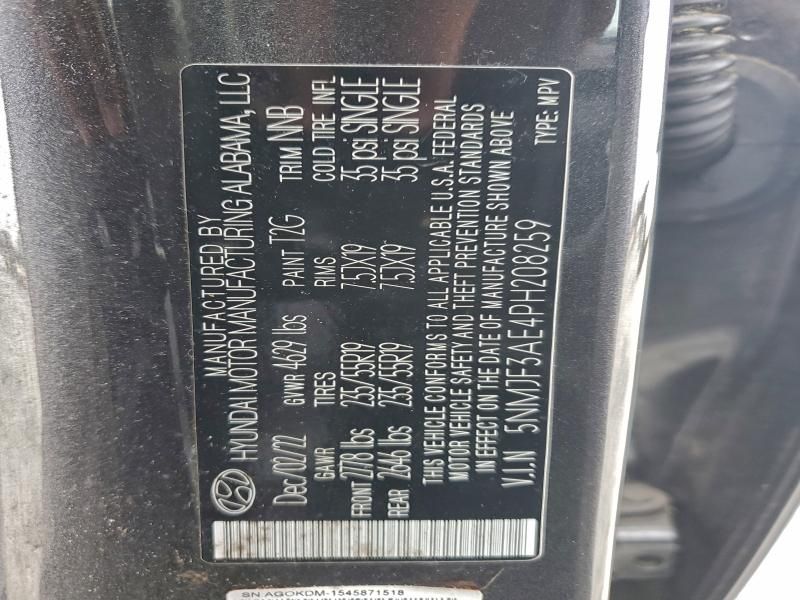 MANUFACTURED BY
HYUNDAI MOTOR MANUFACTURING ALABAMA, LLC
Dec/02/22 GVWR 4629 lbs PAINT T2G TRIM NNB
GAWR TIRES RIMS COLD TIRE INFL
FRONT 2778 lbs 235/55R19 7.5JX19 35 psi SINGLE
REAR 2646 lbs 235/55R19 7.5JX19 35 psi SINGLE
THIS VEHICLE CONFORMS TO ALL APPLICABLE U.S.A. FEDERAL
MOTOR VEHICLE SAFETY AND THEFT PREVENTION STANDARDS
IN EFFECT ON THE DATE OF MANUFACTURE SHOWN ABOVE
V.I.N 5NMJF3AE4PH208259 TYPE: MPV
SN AGOKDM-1545871518